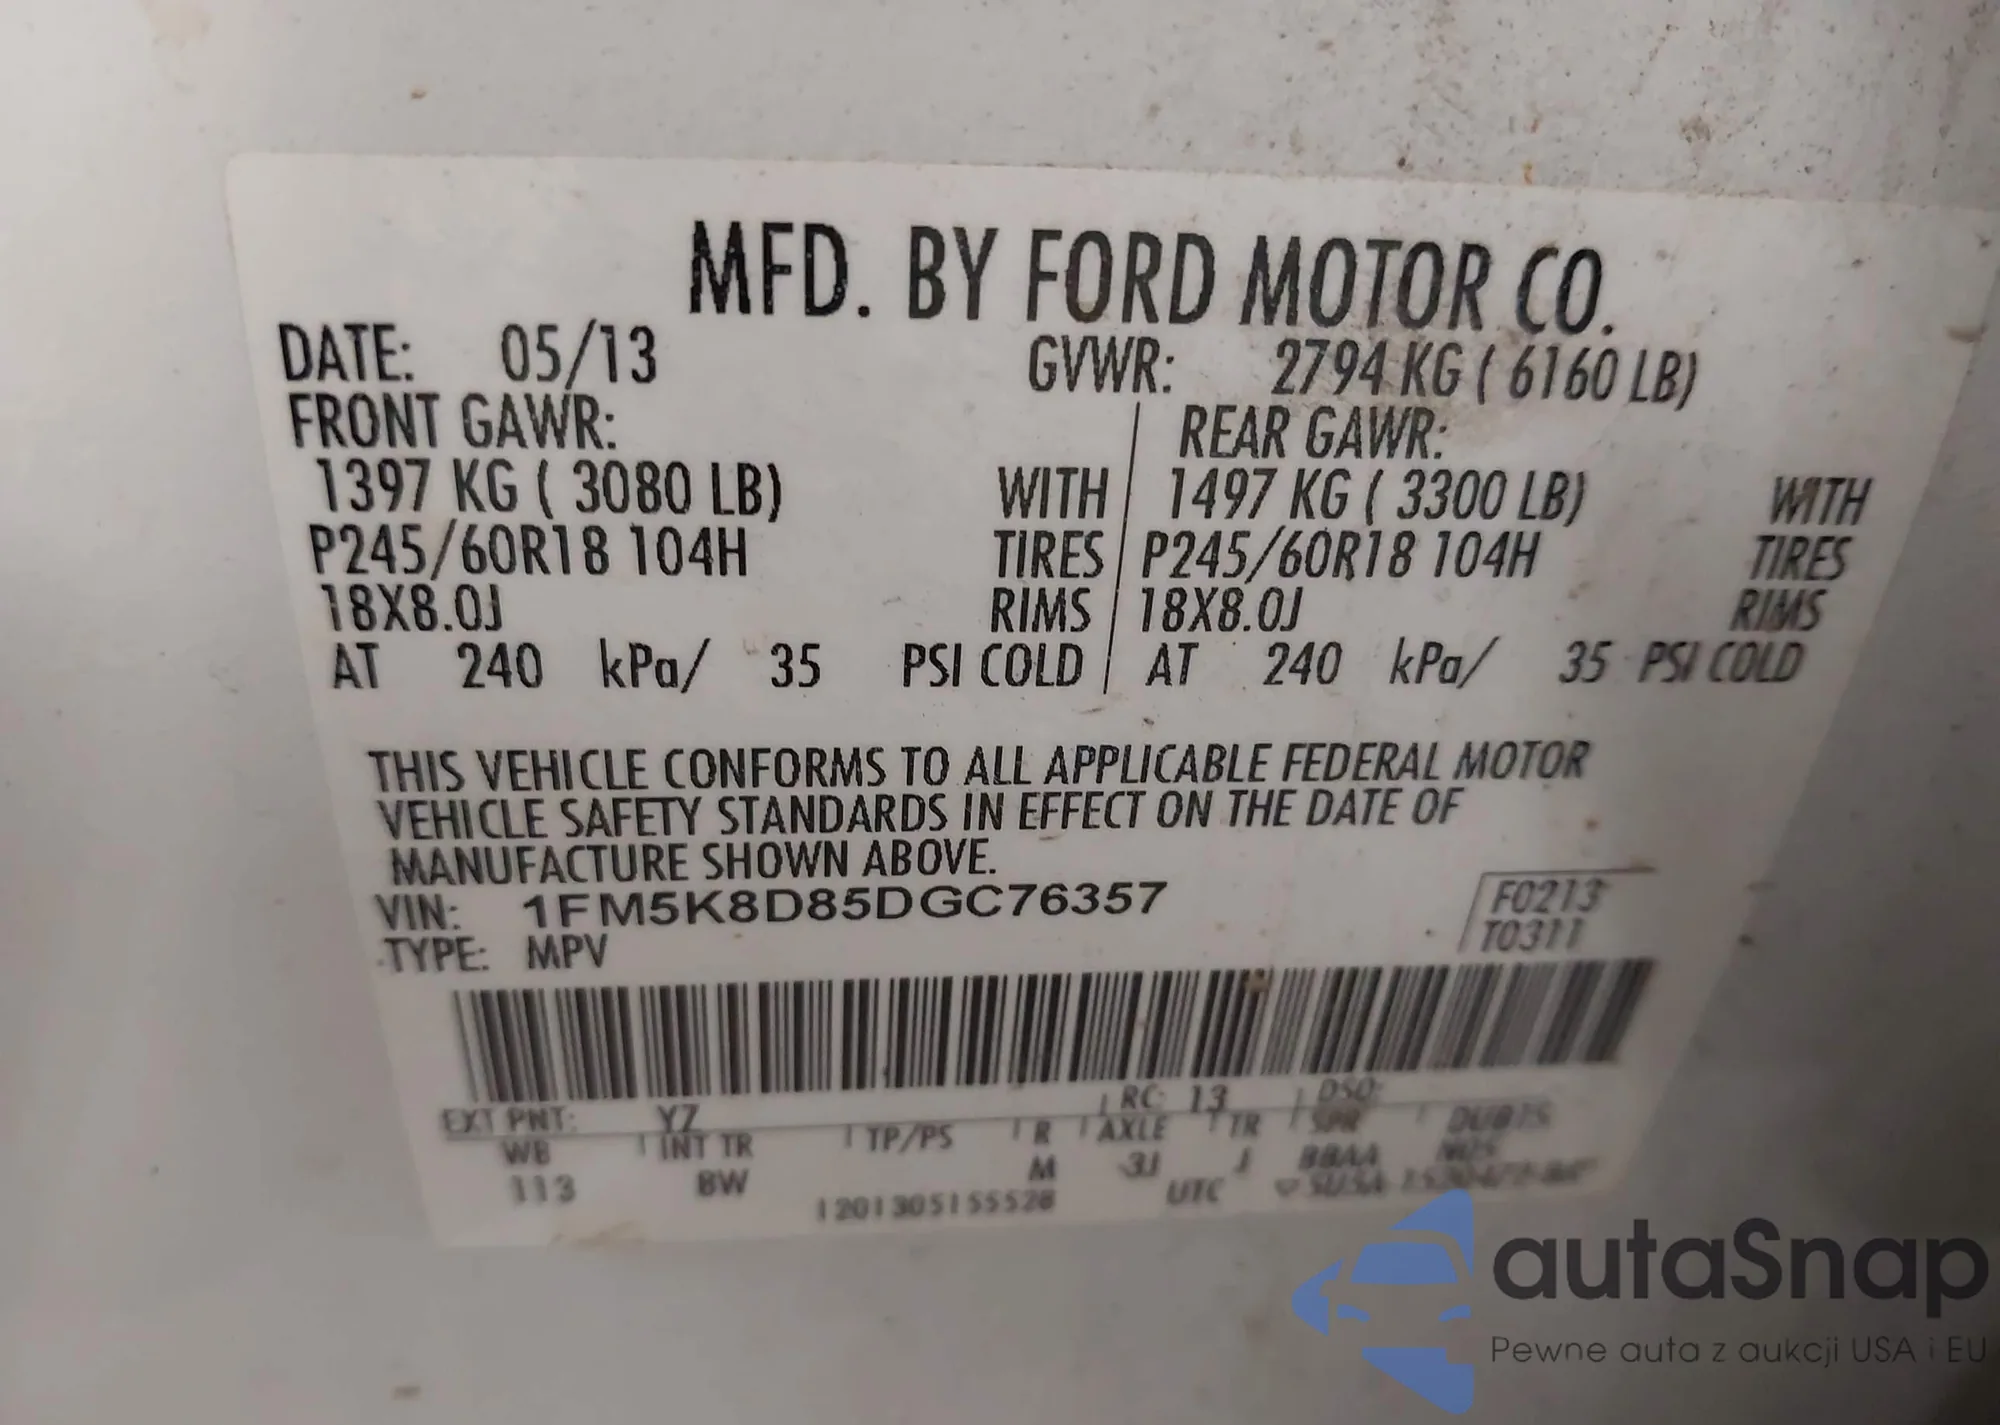 MFD. BY FORD MOTOR CO.
DATE: 05/13 GVWR: 2794 KG ( 6160 LB)
FRONT GAWR: REAR GAWR:
1397 KG ( 3080 LB) WITH 1497 KG ( 3300 LB) WITH
P245/60R18 104H TIRES P245/60R18 104H TIRES
18X8.0J RIMS 18X8.0J RIMS
AT 240 kPa/ 35 PSI COLD AT 240 kPa/ 35 PSI COLD
THIS VEHICLE CONFORMS TO ALL APPLICABLE FEDERAL MOTOR
VEHICLE SAFETY STANDARDS IN EFFECT ON THE DATE OF
MANUFACTURE SHOWN ABOVE.
VIN: 1FM5K8D85DGC76357 F0213
TYPE: MPV T0311
EXT PNT: YZ RC: 13 DSO:
WB INT TR TP/PS R AXLE TR SPR
113 8W M 3J J BBAA
1201305155528 UTC
autaSnap
Pewne auta z aukcji USA i EU